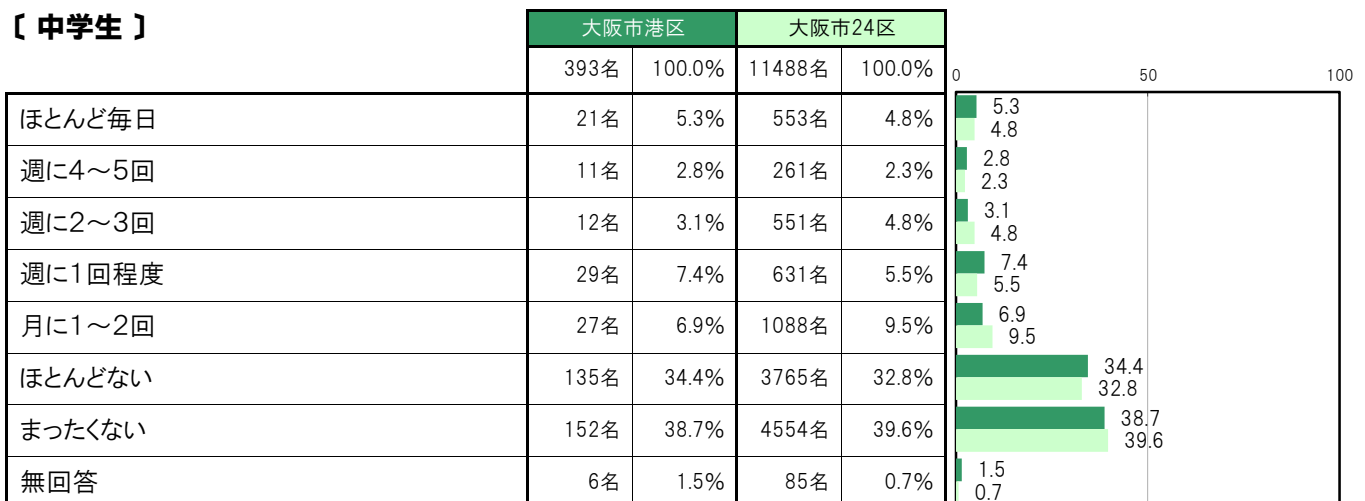 〔 中学生 〕
大阪市港区 大阪市24区
393名 100.0% 11488名 100.0%
0 50 100
ほとんど毎日 21名 5.3% 553名 4.8%
5.3
4.8
週に4～5回 11名 2.8% 261名 2.3%
2.8
2.3
週に2～3回 12名 3.1% 551名 4.8%
3.1
4.8
週に1回程度 29名 7.4% 631名 5.5%
7.4
5.5
月に1～2回 27名 6.9% 1088名 9.5%
6.9
9.5
ほとんどない 135名 34.4% 3765名 32.8%
34.4
32.8
まったくない 152名 38.7% 4554名 39.6%
38.7
39.6
無回答 6名 1.5% 85名 0.7%
1.5
0.7